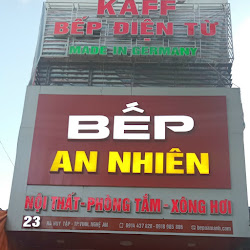 KAFF
BẾP ĐIỆN TỪ
MADE IN GERMANY
BẾP
AN NHIÊN
NỘI THẤT-PHÒNG TẮM-XÔNG HƠI
23